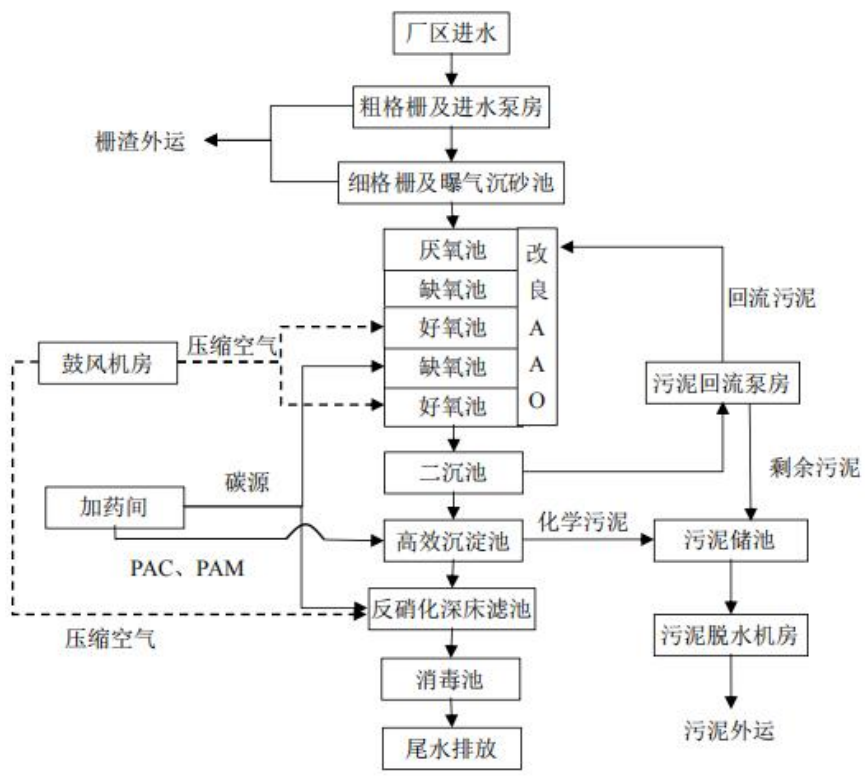 厂区进水
粗格栅及进水泵房
栅渣外运
细格栅及曝气沉砂池
厌氧池
改
良
A
A
O
缺氧池
好氧池
缺氧池
好氧池
回流污泥
压缩空气
鼓风机房
污泥回流泵房
二沉池
剩余污泥
碳源
加药间
化学污泥
高效沉淀池
污泥储池
PAC、PAM
反硝化深床滤池
压缩空气
污泥脱水机房
消毒池
污泥外运
尾水排放